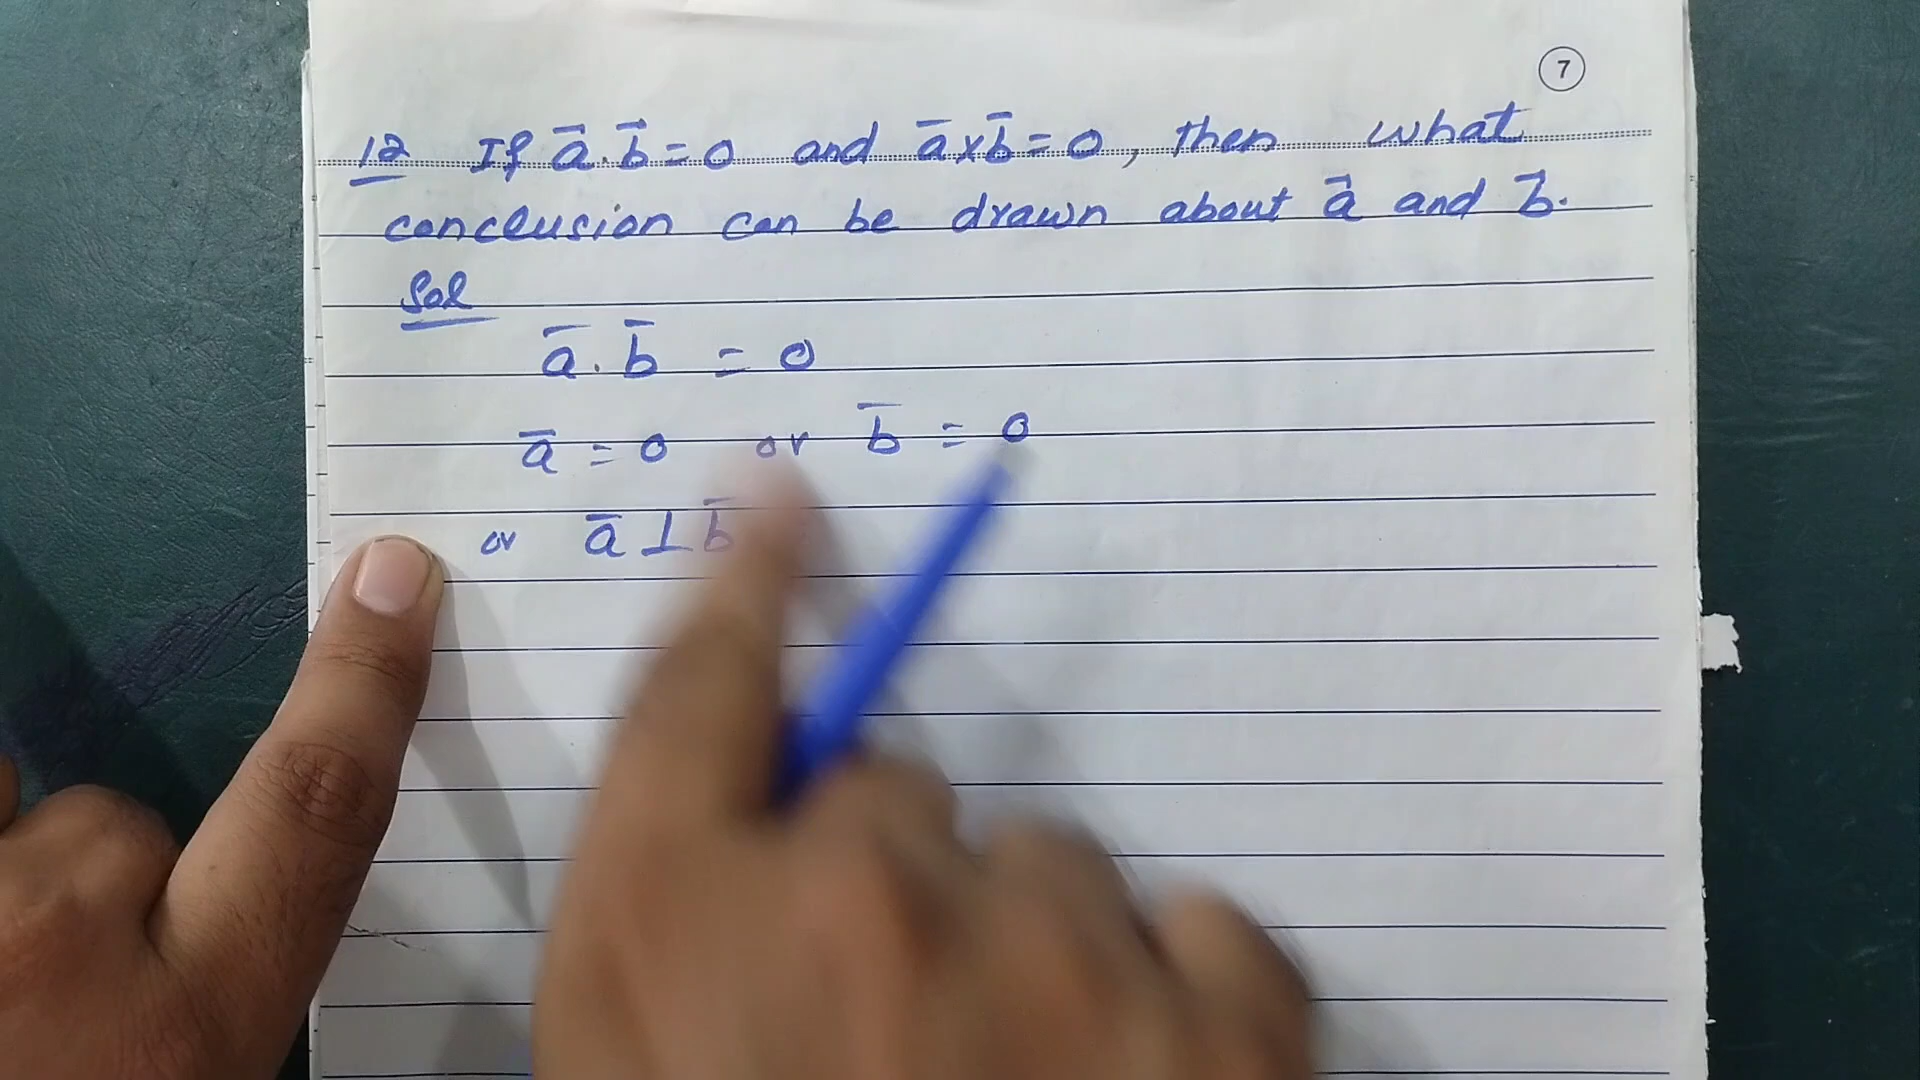 7
12 If a⃗.b⃗=0 and a̅×b̅=0, then what
conclusion can be drawn about a⃗ and b⃗.
Sol
a̅.b̅ = 0
a̅ = 0 or b̅ = 0
or a̅ ⊥ b̅